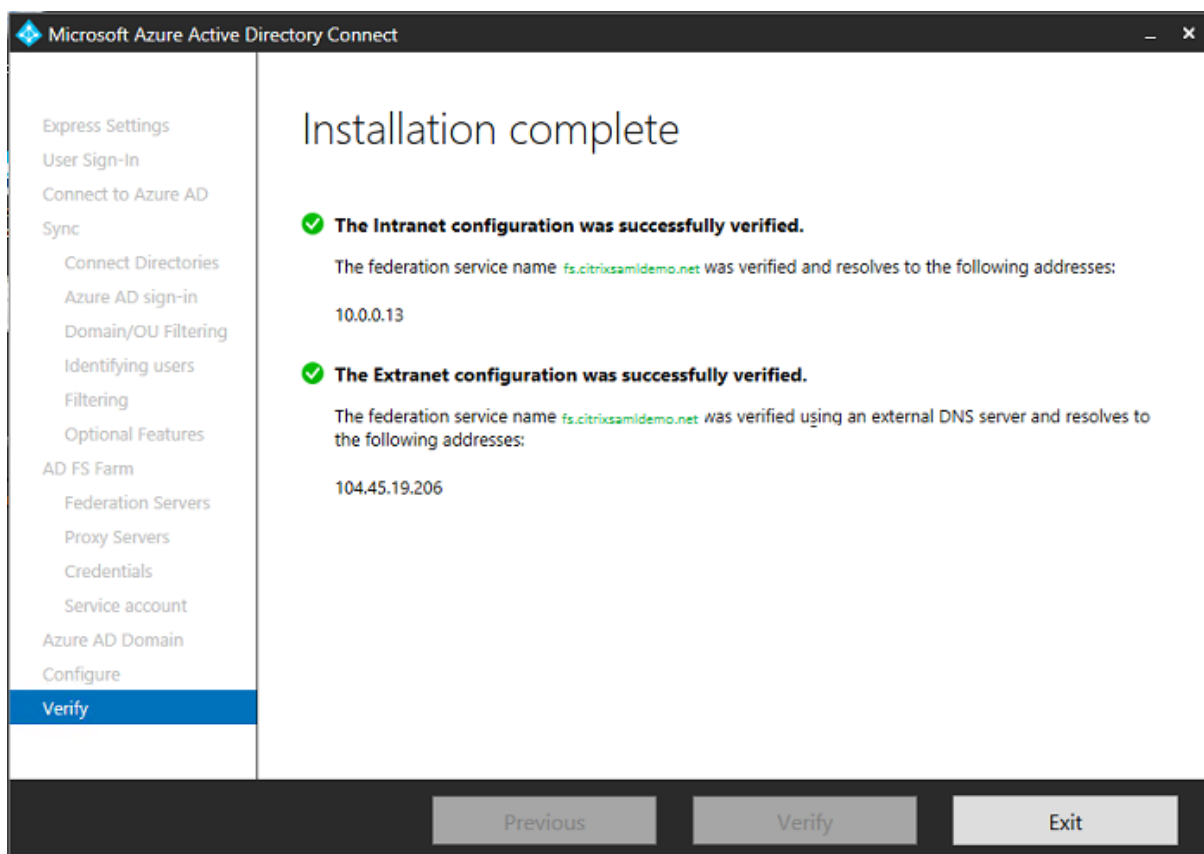 Microsoft Azure Active Directory Connect
Express Settings
User Sign-In
Connect to Azure AD
Sync
Connect Directories
Azure AD sign-in
Domain/OU Filtering
Identifying users
Filtering
Optional Features
AD FS Farm
Federation Servers
Proxy Servers
Credentials
Service account
Azure AD Domain
Configure
Verify
Installation complete
The Intranet configuration was successfully verified.
The federation service name fs.citrixsamldemo.net was verified and resolves to the following addresses:
10.0.0.13
The Extranet configuration was successfully verified.
The federation service name fs.citrixsamldemo.net was verified using an external DNS server and resolves to
the following addresses:
104.45.19.206
Previous
Verify
Exit